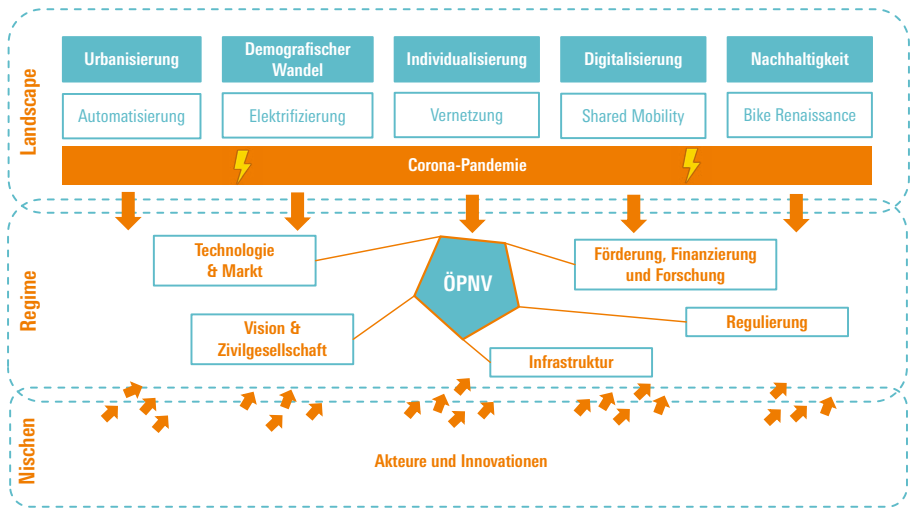 Landscape
Urbanisierung
Demografischer
Wandel
Individualisierung
Digitalisierung
Nachhaltigkeit
Automatisierung
Elektrifizierung
Vernetzung
Shared Mobility
Bike Renaissance
Corona-Pandemie
Regime
Technologie
& Markt
ÖPNV
Förderung, Finanzierung
und Forschung
Vision &
Zivilgesellschaft
Regulierung
Infrastruktur
Nischen
Akteure und Innovationen